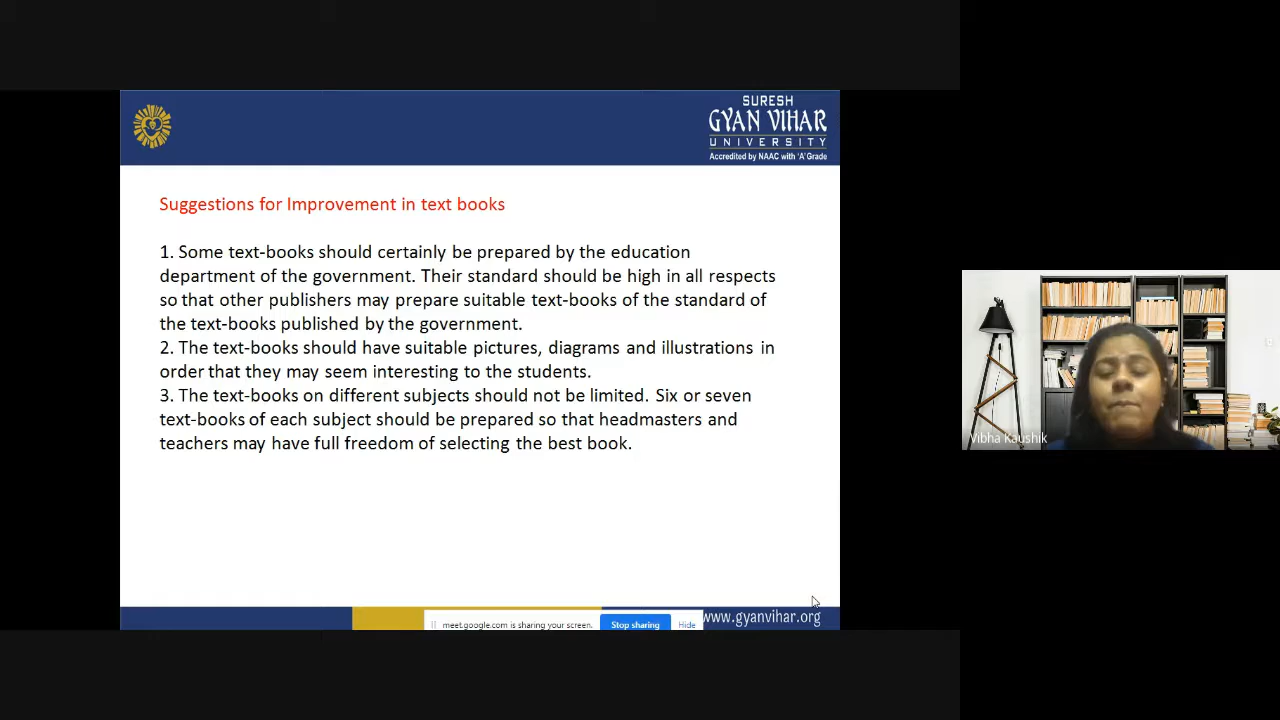 SURESH
GYAN VIHAR
UNIVERSITY
Accredited by NAAC with 'A' Grade
Suggestions for Improvement in text books
1. Some text-books should certainly be prepared by the education
department of the government. Their standard should be high in all respects
so that other publishers may prepare suitable text-books of the standard of
the text-books published by the government.
2. The text-books should have suitable pictures, diagrams and illustrations in
order that they may seem interesting to the students.
3. The text-books on different subjects should not be limited. Six or seven
text-books of each subject should be prepared so that headmasters and
teachers may have full freedom of selecting the best book.
Vibha Kaushik
meet.google.com is sharing your screen.
Stop sharing
Hide
www.gyanvihar.org